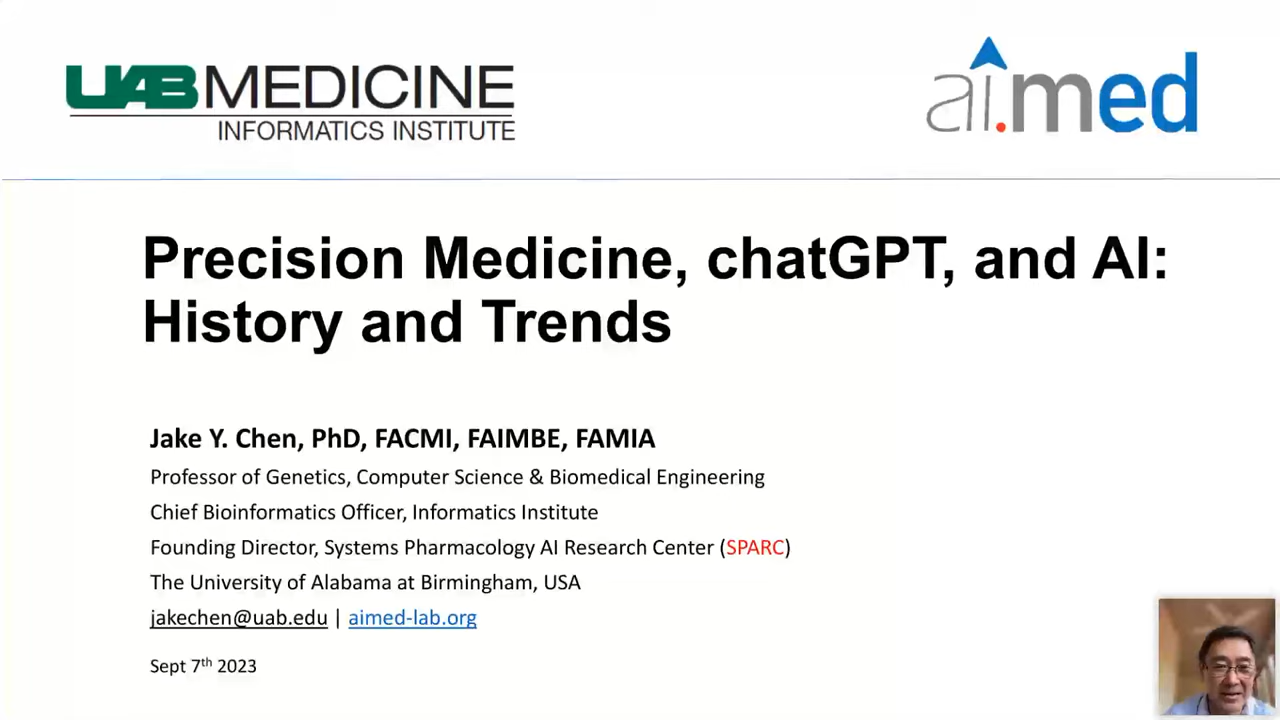 UAB MEDICINE
INFORMATICS INSTITUTE
ai.med
Precision Medicine, chatGPT, and AI:
History and Trends
Jake Y. Chen, PhD, FACMI, FAIMBE, FAMIA
Professor of Genetics, Computer Science & Biomedical Engineering
Chief Bioinformatics Officer, Informatics Institute
Founding Director, Systems Pharmacology AI Research Center (SPARC)
The University of Alabama at Birmingham, USA
jakechen@uab.edu | aimed-lab.org
Sept 7th 2023